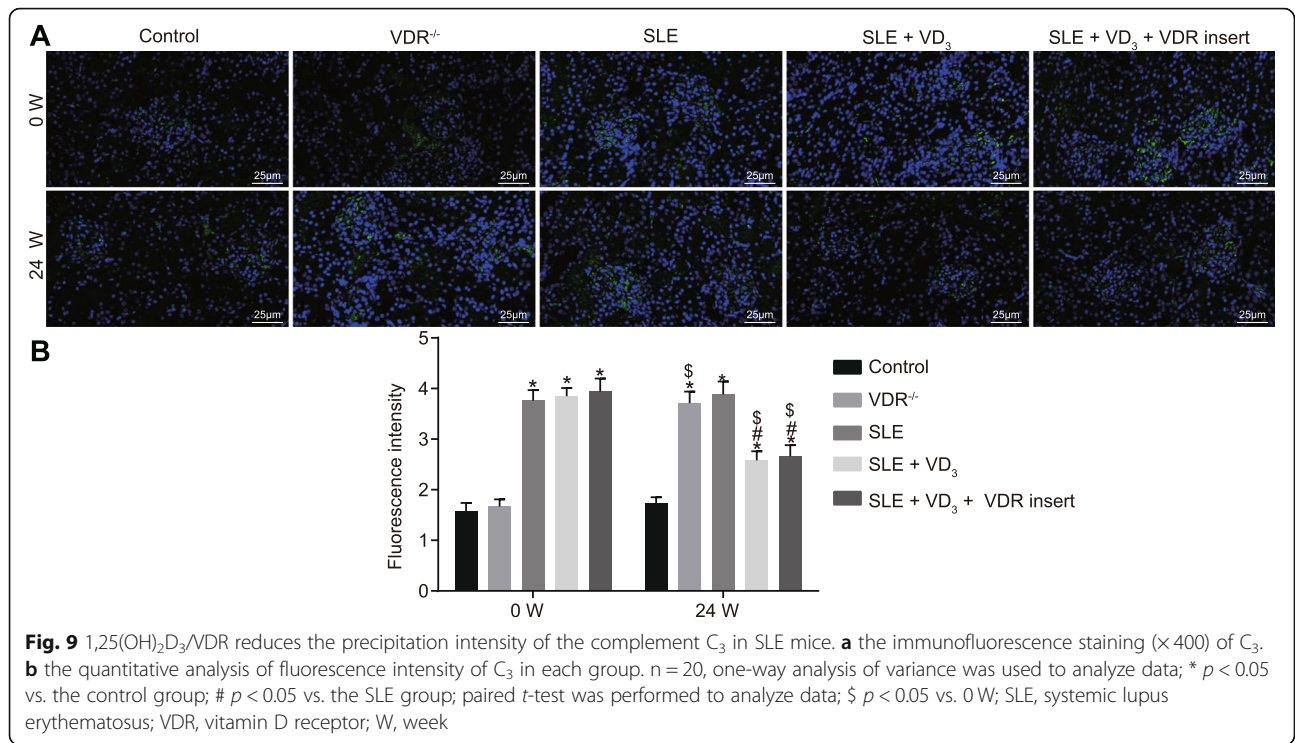 A
Control VDR-/- SLE SLE + VD3 SLE + VD3 + VDR insert
0 W
25µm 25µm 25µm 25µm 25µm
24 W
25µm 25µm 25µm 25µm 25µm
B
Fluorescence intensity
5
4
3
2
1
0
* * *
$
* *
$
#
*
$
#
*
0 W 24 W
Control
VDR-/-
SLE
SLE + VD3
SLE + VD3 + VDR insert
Fig. 9 1,25(OH)2D3/VDR reduces the precipitation intensity of the complement C3 in SLE mice. a the immunofluorescence staining (× 400) of C3.
b the quantitative analysis of fluorescence intensity of C3 in each group. n = 20, one-way analysis of variance was used to analyze data; * p < 0.05
vs. the control group; # p < 0.05 vs. the SLE group; paired t-test was performed to analyze data; $ p < 0.05 vs. 0 W; SLE, systemic lupus
erythematosus; VDR, vitamin D receptor; W, week